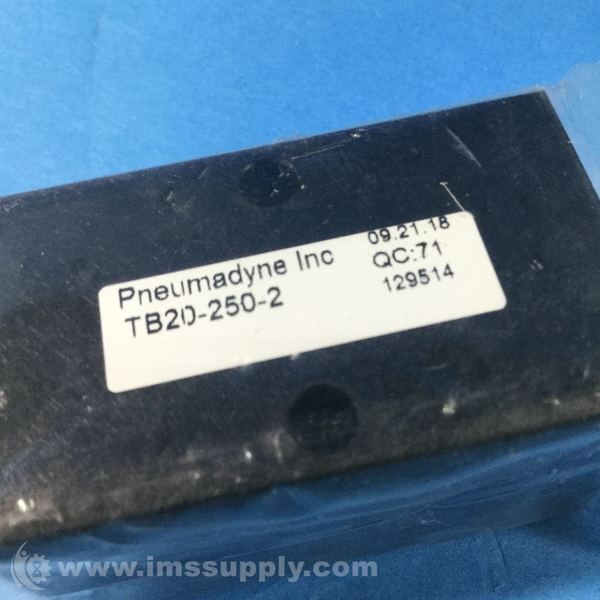 Pneumadyne Inc
TB20-250-2
09.21.18
QC:71
129514
www.imssupply.com